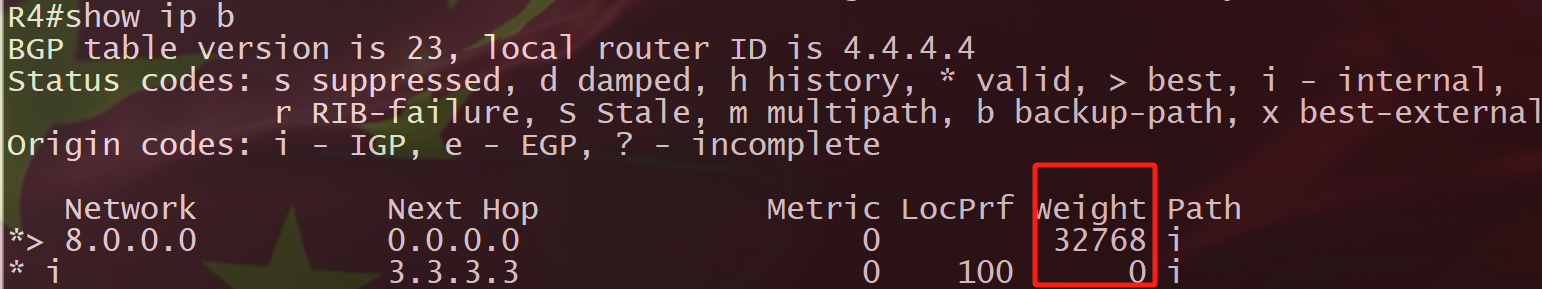 R4#show ip b
BGP table version is 23, local router ID is 4.4.4.4
Status codes: s suppressed, d damped, h history, * valid, > best, i - internal,
              r RIB-failure, S Stale, m multipath, b backup-path, x best-external
Origin codes: i - IGP, e - EGP, ? - incomplete

   Network          Next Hop            Metric LocPrf Weight Path
*> 8.0.0.0          0.0.0.0                  0         32768 i
* i                 3.3.3.3                  0    100      0 i